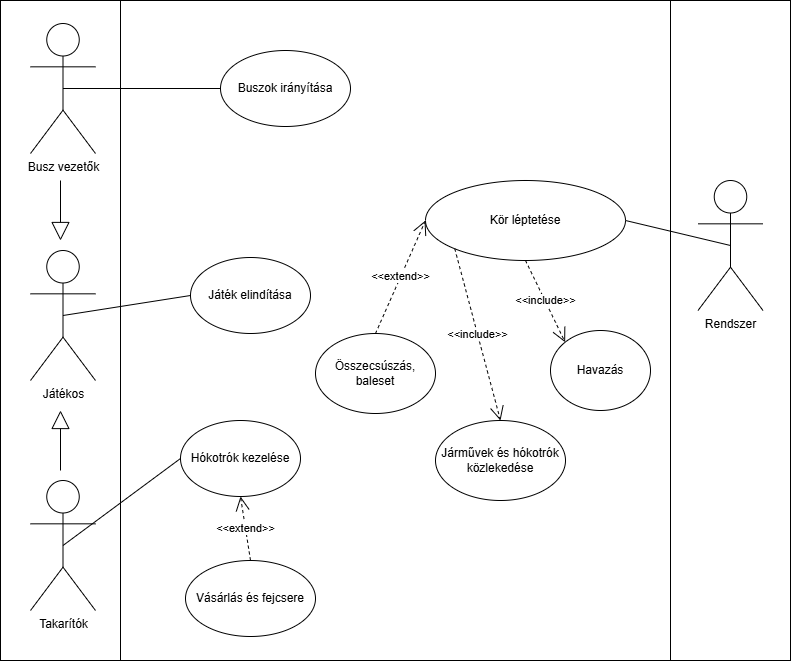 Buszok irányítása
Busz vezetők
Kör léptetése
<<extend>>
Játék elindítása
<<include>>
Rendszer
<<include>>
Összecsúszás,
baleset
Havazás
Játékos
Hókotrók kezelése
Járművek és hókotrók
közlekedése
<<extend>>
Vásárlás és fejcsere
Takarítók